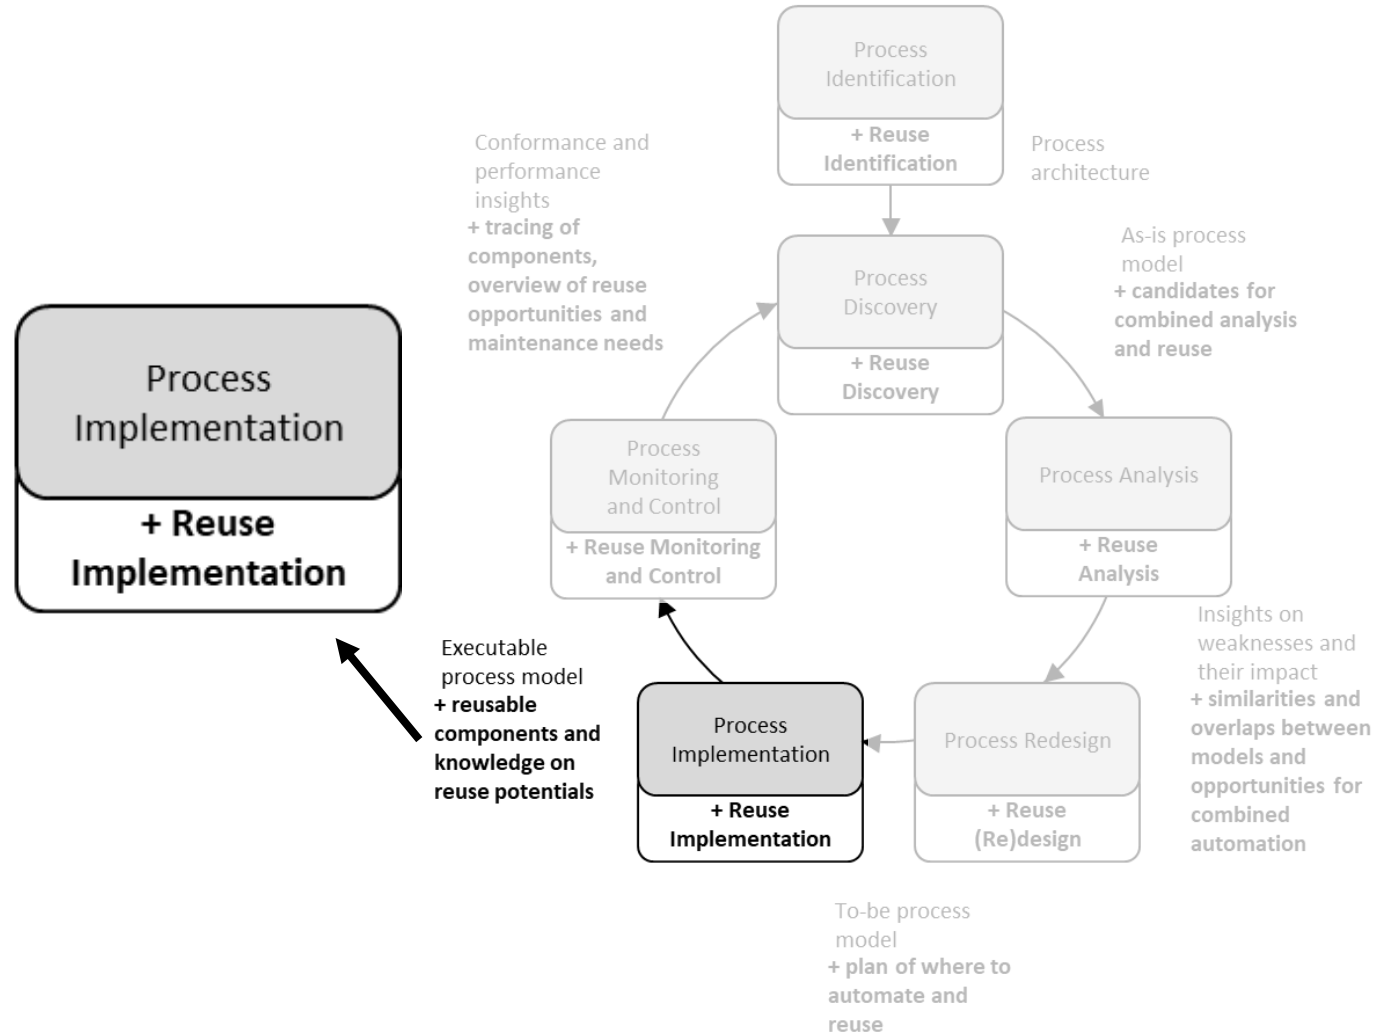 Process
Identification
+ Reuse
Identification
Process
architecture
Conformance and
performance
insights
+ tracing of
components,
overview of reuse
opportunities and
maintenance needs
Process
Discovery
+ Reuse
Discovery
As-is process
model
+ candidates for
combined analysis
and reuse
Process
Implementation
+ Reuse
Implementation
Process
Monitoring
and Control
+ Reuse Monitoring
and Control
Process Analysis
+ Reuse
Analysis
Insights on
weaknesses and
their impact
+ similarities and
overlaps between
models and
opportunities for
combined
automation
Executable
process model
+ reusable
components and
knowledge on
reuse potentials
Process
Implementation
+ Reuse
Implementation
Process Redesign
+ Reuse
(Re)design
To-be process
model
+ plan of where to
automate and
reuse